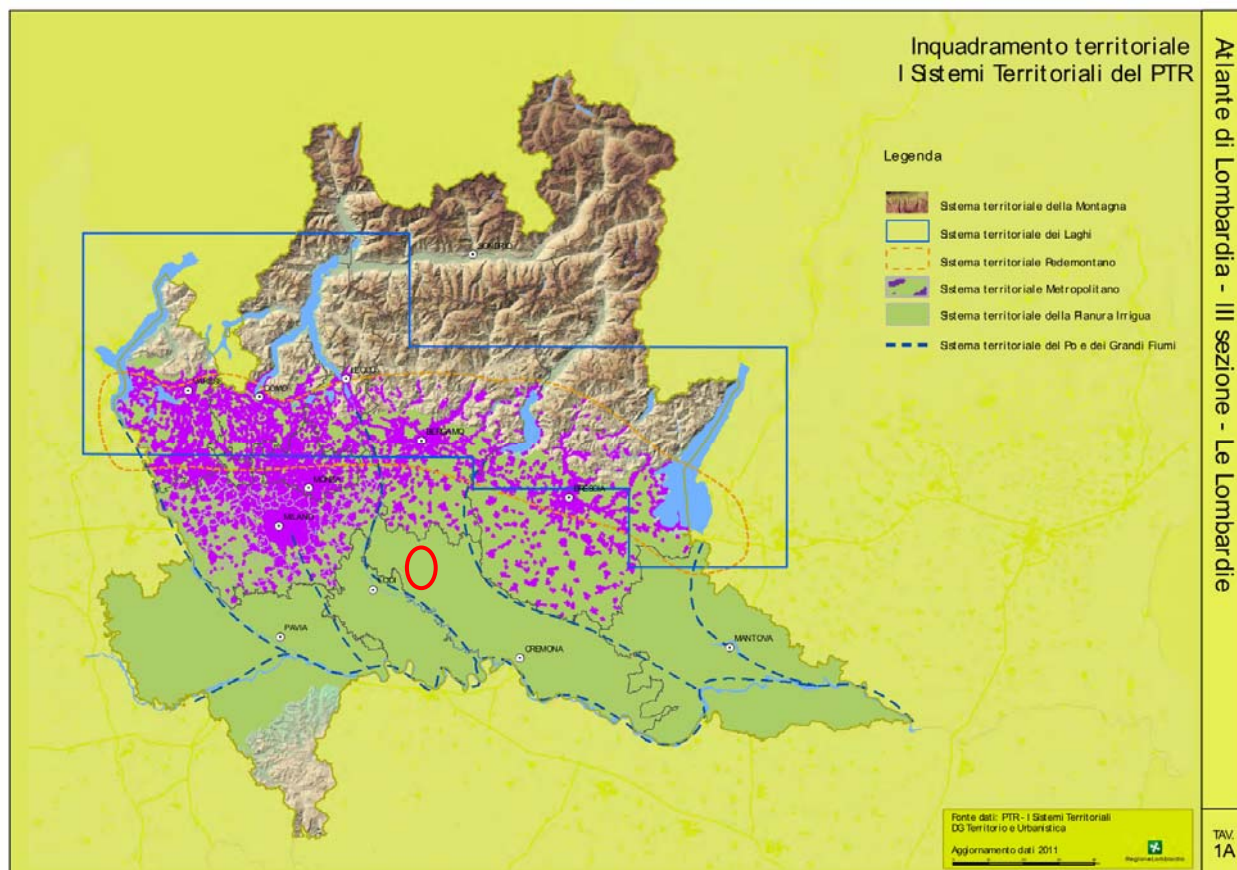 Inquadramento territoriale
I Sistemi Territoriali del PTR
Legenda
Sistema territoriale della Montagna
Sistema territoriale dei Laghi
Sistema territoriale Pedemontano
Sistema territoriale Metropolitano
Sistema territoriale della Pianura Irrigua
Sistema territoriale del Po e dei Grandi Fiumi
SONDRIO
LECCO
VARESE
COMO
BERGAMO
MONZA
BRESCIA
MILANO
LODI
PAVIA
CREMONA
MANTOVA
Fonte dati: PTR - I Sistemi Territoriali
DG Territorio e Urbanistica
Aggiornamento dati 2011
RegioneLombardia
Atlante di Lombardia - III sezione - Le Lombardie
TAV.
1A